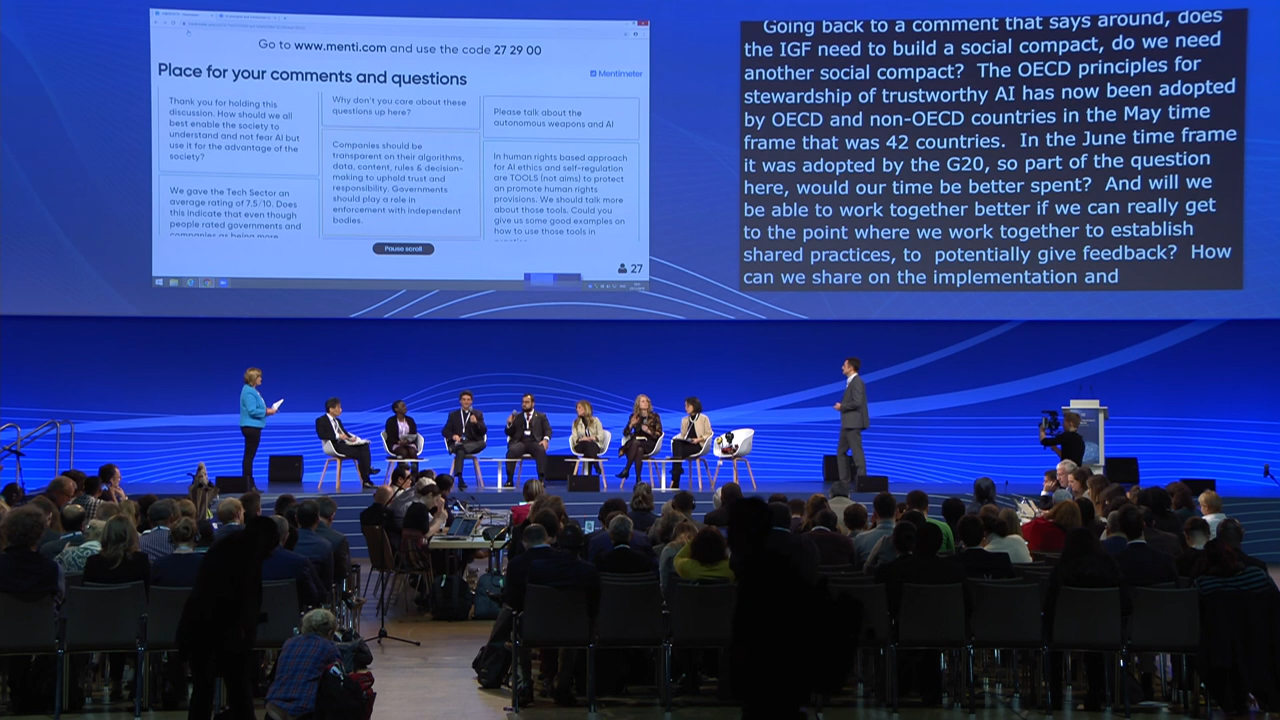 Go to www.menti.com and use the code 27 29 00
Place for your comments and questions
Mentimeter
Thank you for holding this
discussion. How should we all
best enable the society to
understand and not fear AI but
use it for the advantage of the
society?
We gave the Tech Sector an
average rating of 7.5/10. Does
this indicate that even though
people rated governments and
companies as being more
Why don't you care about these
questions up here?
Companies should be
transparent on their algorithms,
data, content, rules & decision-
making to uphold trust and
responsibility. Governments
should play a role in
enforcement with independent
bodies.
Please talk about the
autonomous weapons and AI
In human rights based approach
for AI ethics and self-regulation
are TOOLS (not aims) to protect
an promote human rights
provisions. We should talk more
about those tools. Could you
give us some good examples on
how to use those tools in
Pause scroll
27
Going back to a comment that says around, does
the IGF need to build a social compact, do we need
another social compact? The OECD principles for
stewardship of trustworthy AI has now been adopted
by OECD and non-OECD countries in the May time
frame that was 42 countries. In the June time frame
it was adopted by the G20, so part of the question
here, would our time be better spent? And will we
be able to work together better if we can really get
to the point where we work together to establish
shared practices, to potentially give feedback? How
can we share on the implementation and